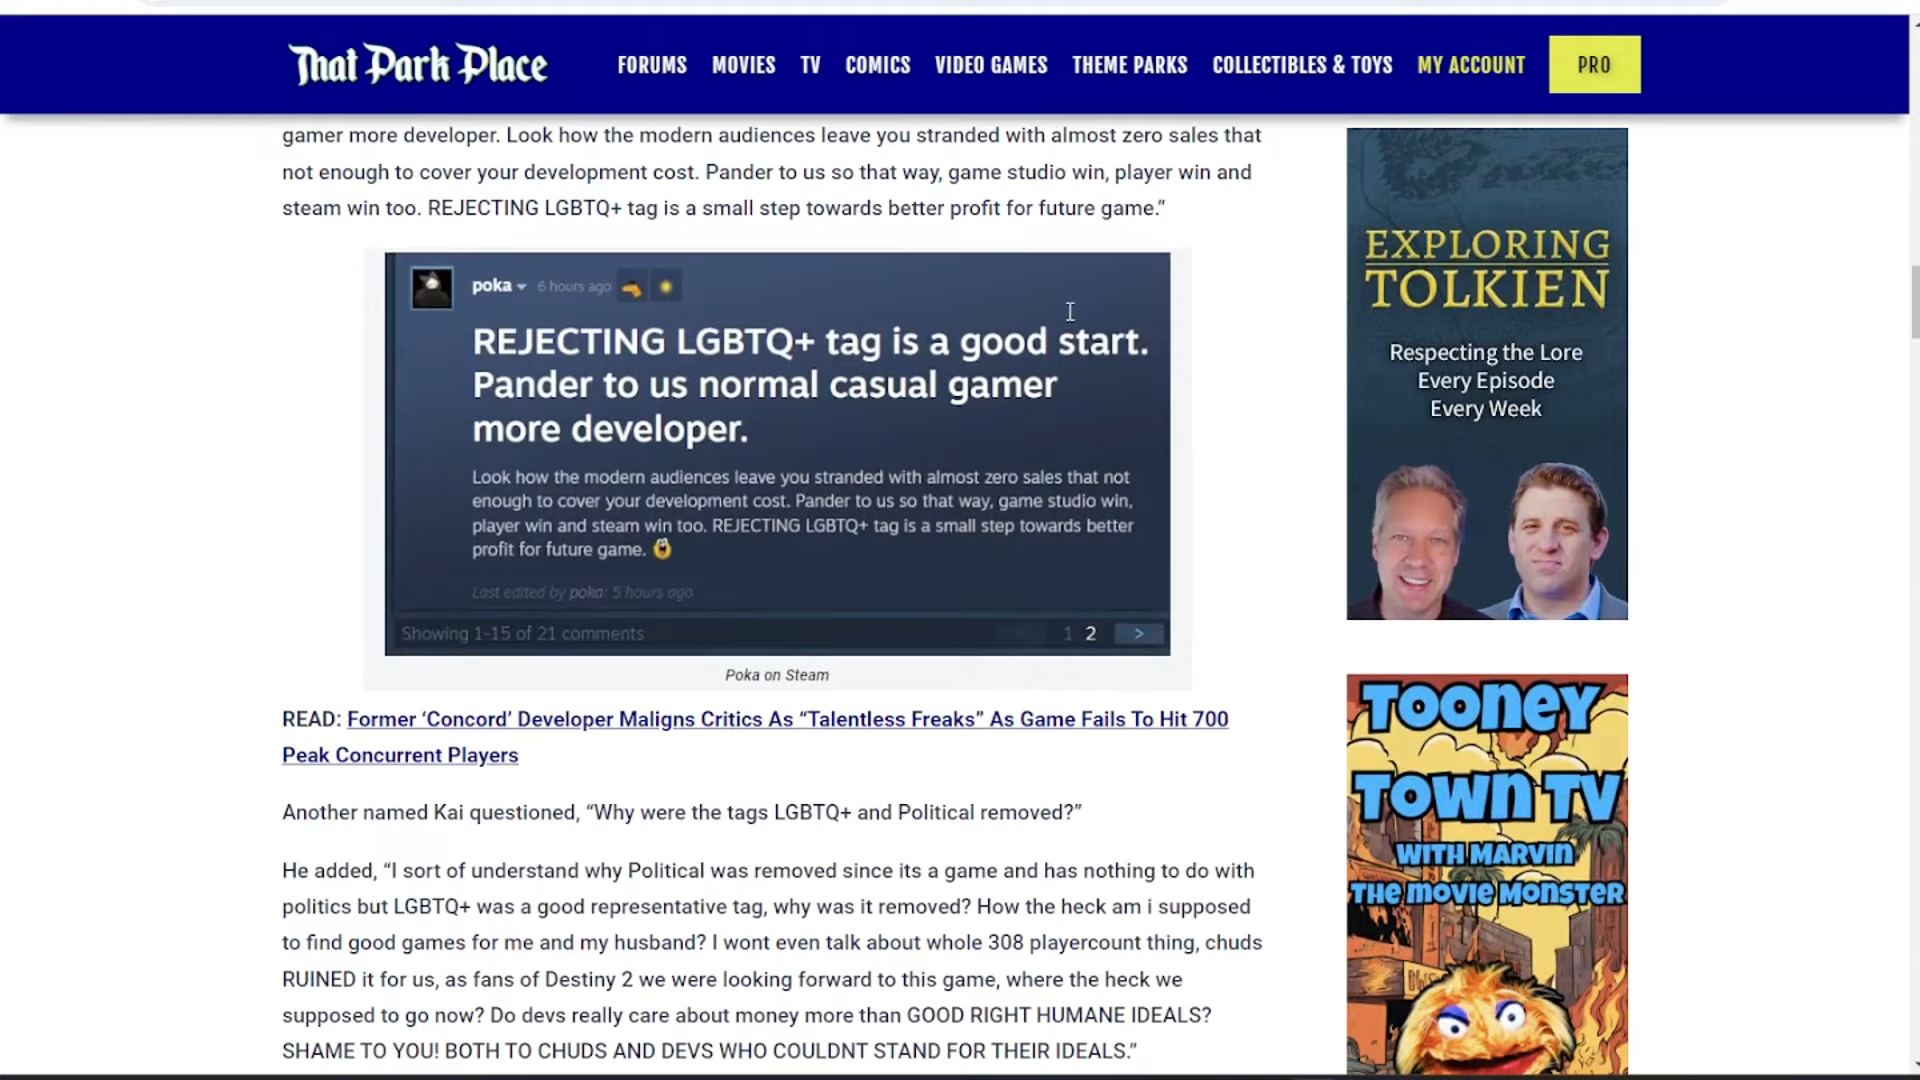 That Park Place
FORUMS MOVIES TV COMICS VIDEO GAMES THEME PARKS COLLECTIBLES & TOYS MY ACCOUNT PRO
gamer more developer. Look how the modern audiences leave you stranded with almost zero sales that
not enough to cover your development cost. Pander to us so that way, game studio win, player win and
steam win too. REJECTING LGBTQ+ tag is a small step towards better profit for future game.”
poka 6 hours ago
REJECTING LGBTQ+ tag is a good start.
Pander to us normal casual gamer
more developer.
Look how the modern audiences leave you stranded with almost zero sales that not
enough to cover your development cost. Pander to us so that way, game studio win,
player win and steam win too. REJECTING LGBTQ+ tag is a small step towards better
profit for future game.
Last edited by poka: 5 hours ago
Showing 1-15 of 21 comments 1 2 >
Poka on Steam
READ: Former ‘Concord’ Developer Maligns Critics As “Talentless Freaks” As Game Fails To Hit 700
Peak Concurrent Players
Another named Kai questioned, “Why were the tags LGBTQ+ and Political removed?”
He added, “I sort of understand why Political was removed since its a game and has nothing to do with
politics but LGBTQ+ was a good representative tag, why was it removed? How the heck am i supposed
to find good games for me and my husband? I wont even talk about whole 308 playercount thing, chuds
RUINED it for us, as fans of Destiny 2 we were looking forward to this game, where the heck we
supposed to go now? Do devs really care about money more than GOOD RIGHT HUMANE IDEALS?
SHAME TO YOU! BOTH TO CHUDS AND DEVS WHO COULDNT STAND FOR THEIR IDEALS.”
EXPLORING
TOLKIEN
Respecting the Lore
Every Episode
Every Week
TOONEY
TOWN TV
WITH MARVIN
THE MOVIE MONSTER